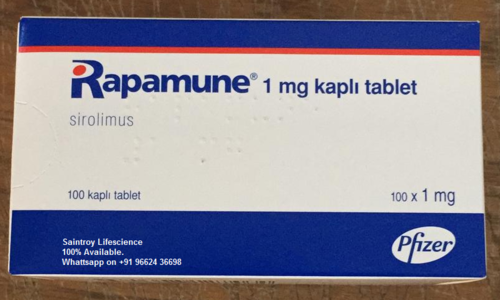 Rapamune® 1 mg kaplı tablet
sirolimus
100 kaplı tablet
100 x 1 mg
Saintroy Lifescience
100% Available.
Whattsapp on +91 96624 36698
Pfizer